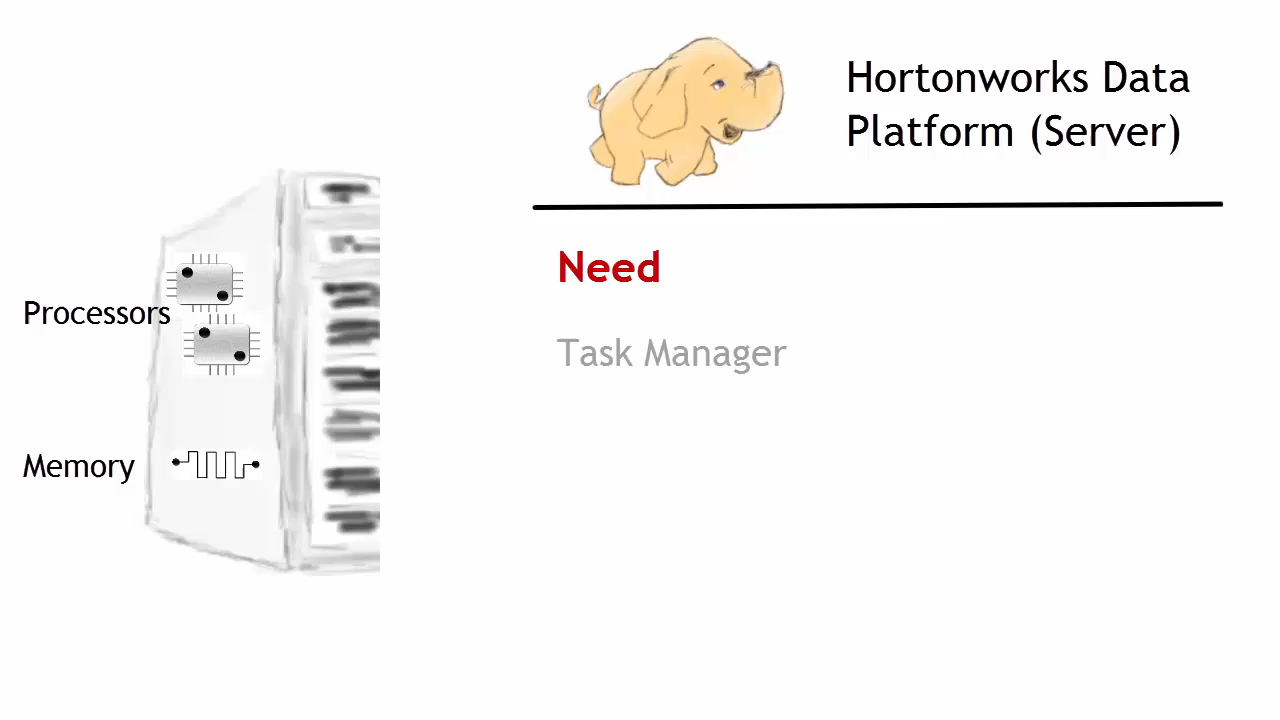 Hortonworks Data
Platform (Server)
Need
Task Manager
Processors
Memory